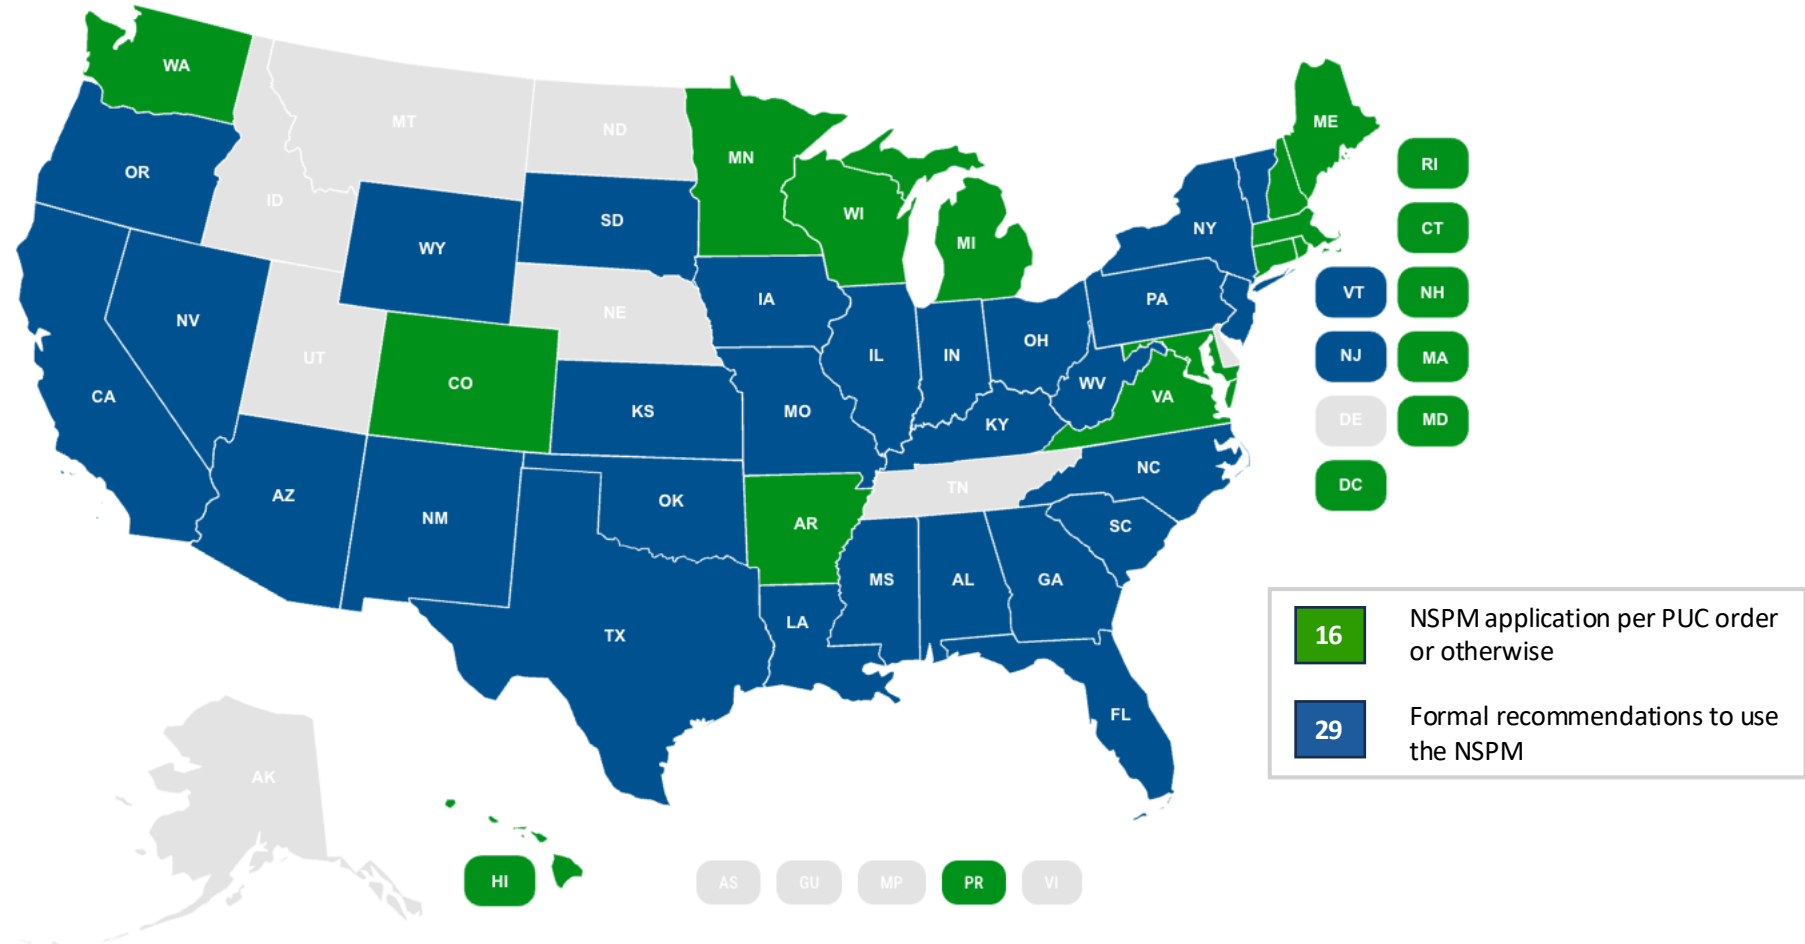 WA
ME
MT
ND
MN
RI
OR
ID
SD
WI
MI
NY
CT
WY
IA
PA
VT
NH
NV
NE
UT
CO
IL
IN
OH
NJ
MA
CA
KS
MO
WV
VA
KY
DE
MD
AZ
NM
OK
AR
TN
NC
DC
SC
MS
AL
GA
TX
LA
FL
16
NSPM application per PUC order
or otherwise
29
Formal recommendations to use
the NSPM
AK
HI
AS
GU
MP
PR
VI